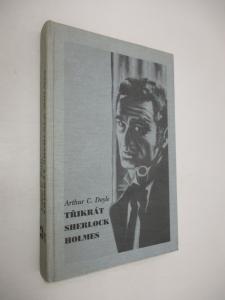 Arthur C. Doyle
TŘIKRÁT
SHERLOCK
HOLMES